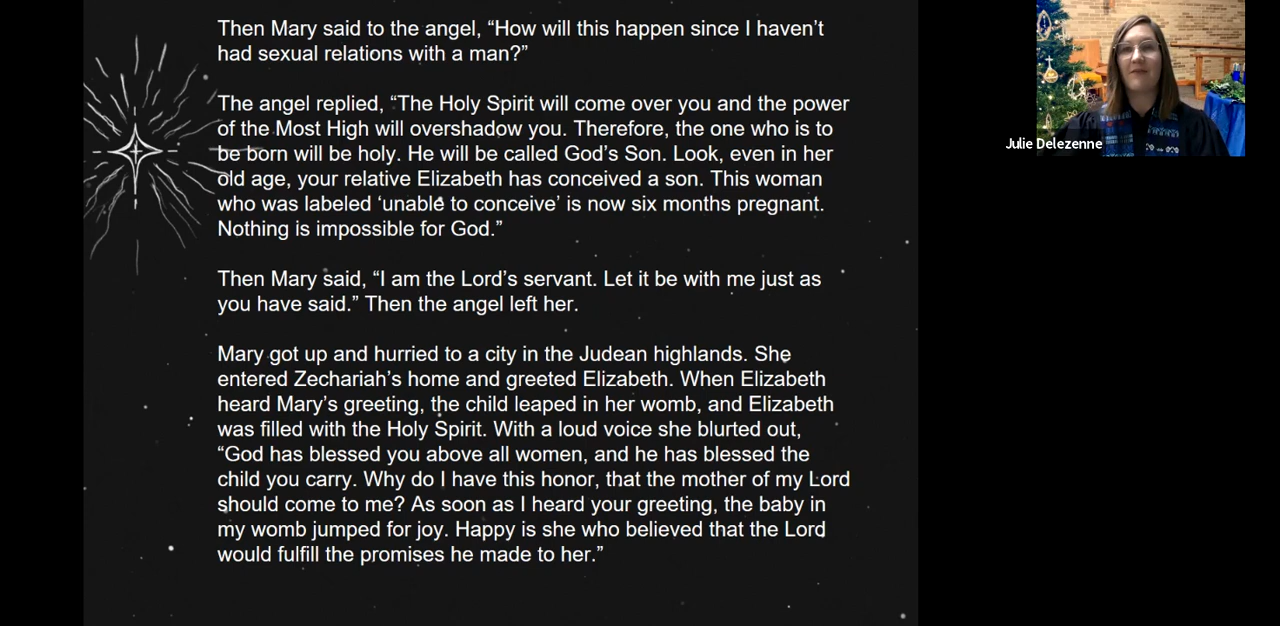 Then Mary said to the angel, “How will this happen since I haven’t
had sexual relations with a man?”
The angel replied, “The Holy Spirit will come over you and the power
of the Most High will overshadow you. Therefore, the one who is to
be born will be holy. He will be called God’s Son. Look, even in her
old age, your relative Elizabeth has conceived a son. This woman
who was labeled ‘unable to conceive’ is now six months pregnant.
Nothing is impossible for God.”
Then Mary said, “I am the Lord’s servant. Let it be with me just as
you have said.” Then the angel left her.
Mary got up and hurried to a city in the Judean highlands. She
entered Zechariah’s home and greeted Elizabeth. When Elizabeth
heard Mary’s greeting, the child leaped in her womb, and Elizabeth
was filled with the Holy Spirit. With a loud voice she blurted out,
“God has blessed you above all women, and he has blessed the
child you carry. Why do I have this honor, that the mother of my Lord
should come to me? As soon as I heard your greeting, the baby in
my womb jumped for joy. Happy is she who believed that the Lord
would fulfill the promises he made to her.”
Julie Delezenne